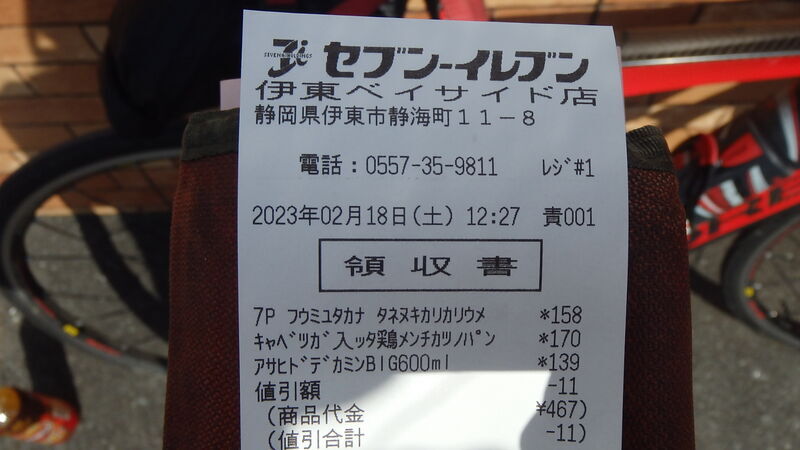 SEVEN&i HOLDINGS
セブン-イレブン
伊東ベイサイド店
静岡県伊東市静海町11-8
電話:0557-35-9811 レジ#1
2023年02月18日(土) 12:27 責001
領収書
7P フウミユタカナ タネヌキカリカリウメ *158
キャベツガ入ッタ鶏メンチカツノパン *170
アサヒドデカミンBIG600ml *139
値引額 -11
(商品代金 ¥467)
(値引合計 -11)